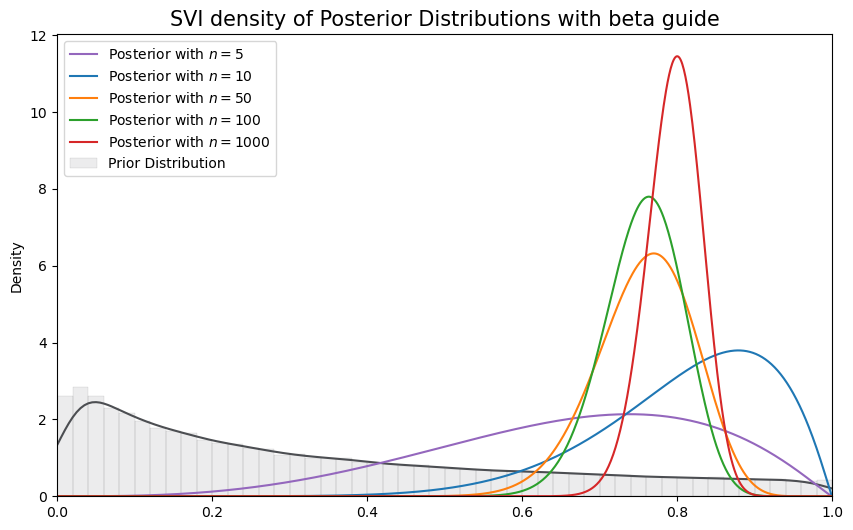 SVI density of Posterior Distributions with beta guide
12
10
8
6
4
2
0
Density
Posterior with n = 5
Posterior with n = 10
Posterior with n = 50
Posterior with n = 100
Posterior with n = 1000
Prior Distribution
0.0 0.2 0.4 0.6 0.8 1.0